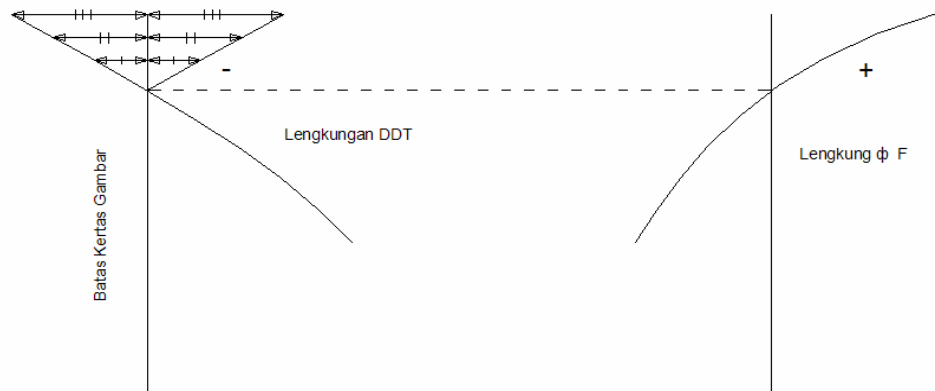 -
+
Lengkungan DDT
Lengkung ф F
Batas Kertas Gambar